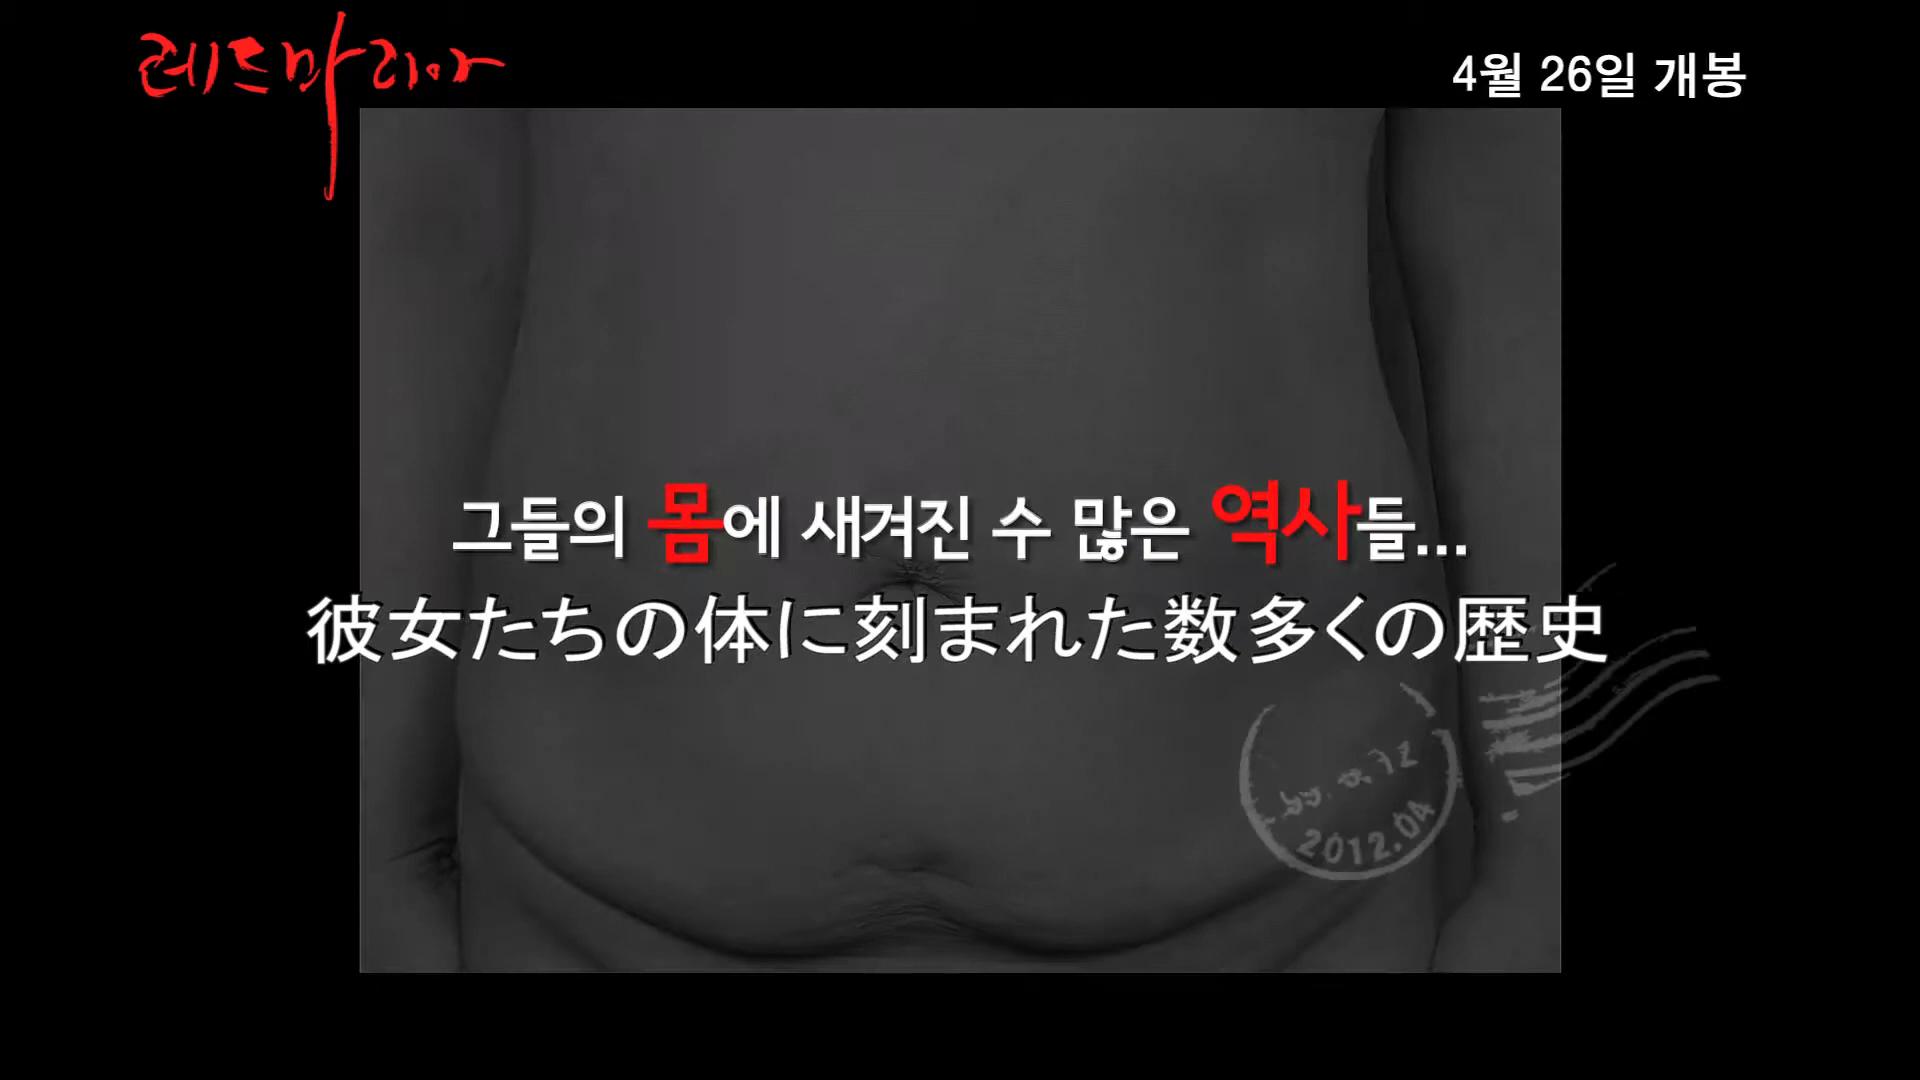 레드마리아
4월 26일 개봉
그들의 몸에 새겨진 수 많은 역사들...
彼女たちの体に刻まれた数多くの歴史
2012.04